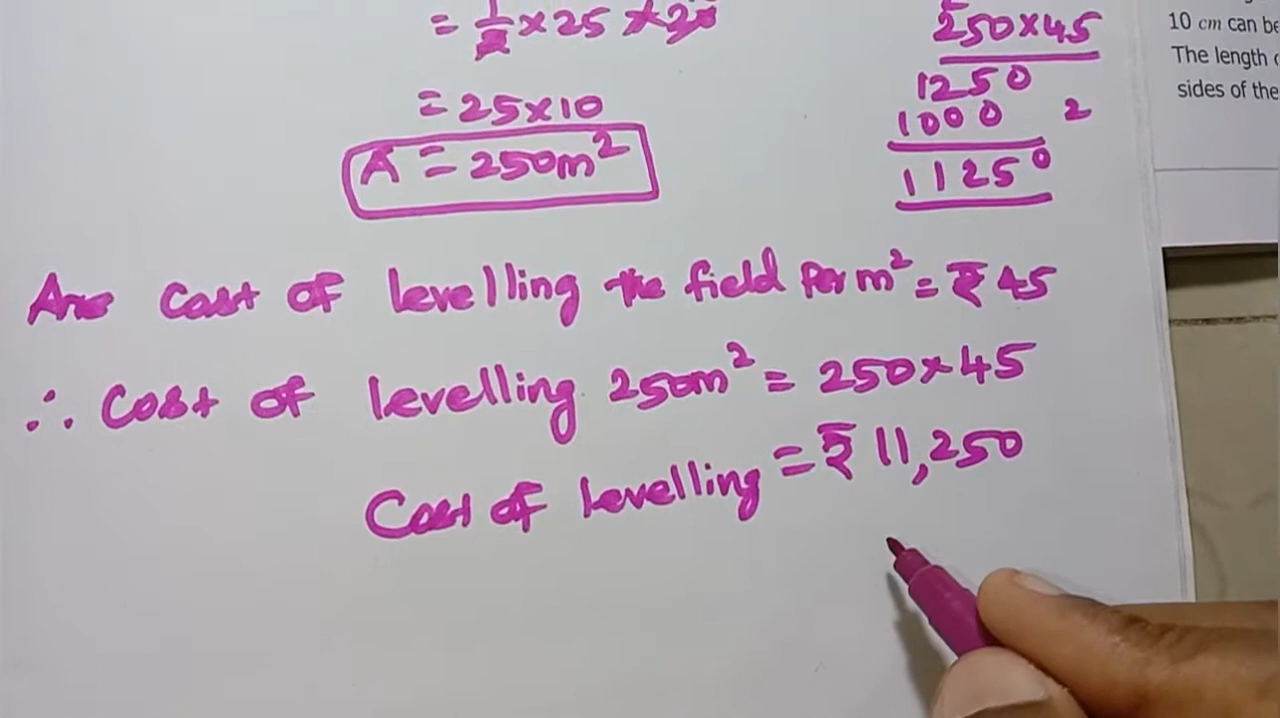 = 1/2 × 25 × 20
= 25×10
A = 250m²
250×45
1250
1000 2
11250
Ans Cost of levelling the field per m² = ₹ 45
∴ Cost of levelling 250m² = 250×45
Cost of levelling = ₹ 11,250
10 cm can be
The length
sides of the